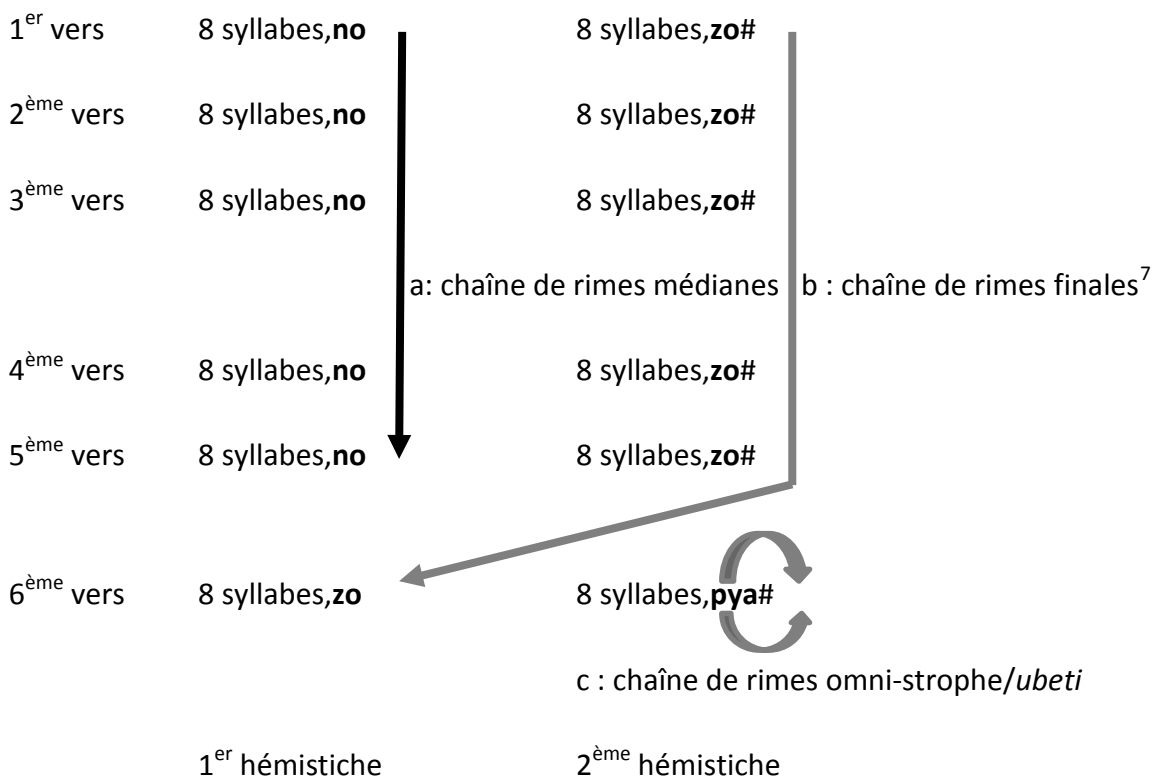 1er vers 8 syllabes,no 8 syllabes,zo#
2ème vers 8 syllabes,no 8 syllabes,zo#
3ème vers 8 syllabes,no 8 syllabes,zo#
a: chaîne de rimes médianes b : chaîne de rimes finales7
4ème vers 8 syllabes,no 8 syllabes,zo#
5ème vers 8 syllabes,no 8 syllabes,zo#
6ème vers 8 syllabes,zo 8 syllabes,pya#
c : chaîne de rimes omni-strophe/ubeti
1er hémistiche 2ème hémistiche